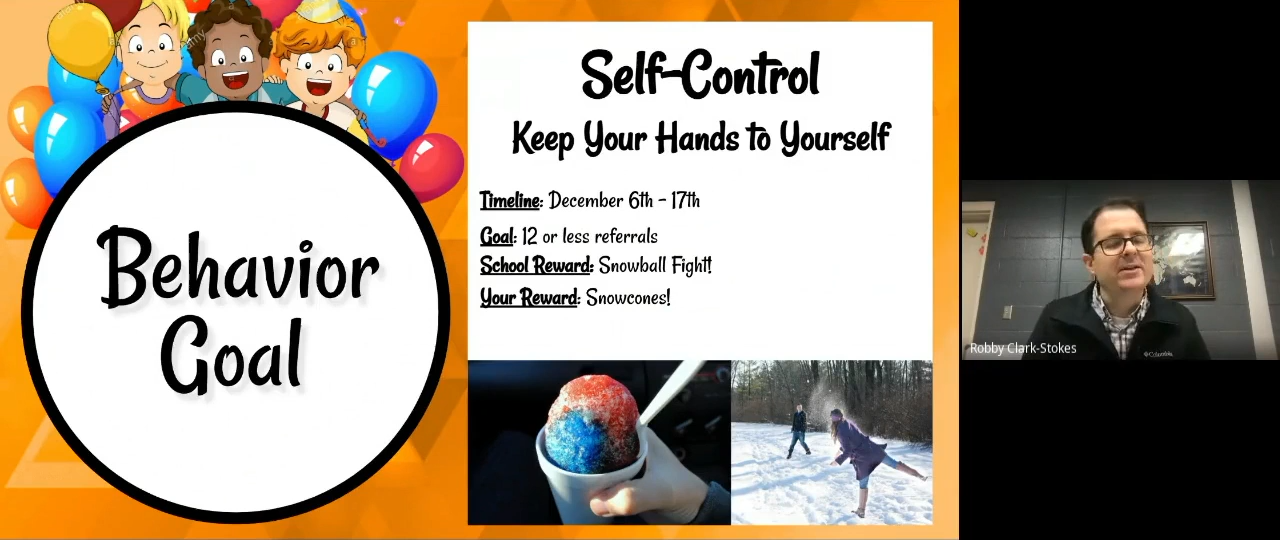 Behavior
Goal
Self-Control
Keep Your Hands to Yourself
Timeline: December 6th - 17th
Goal: 12 or less referrals
School Reward: Snowball Fight!
Your Reward: Snowcones!
Robby Clark-Stokes
Columbia